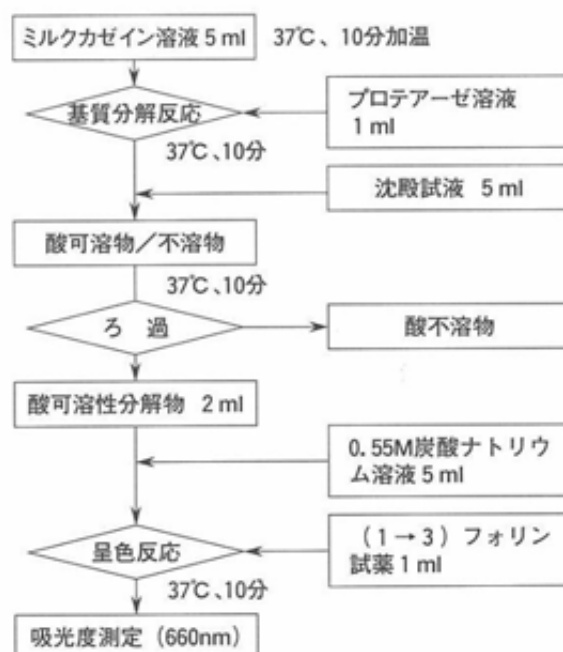 ミルクカゼイン溶液 5 ml
37℃、10分加温
基質分解反応
プロテアーゼ溶液
1 ml
37℃、10分
沈殿試液 5 ml
酸可溶物／不溶物
37℃、10分
ろ 過
酸不溶物
酸可溶性分解物 2 ml
0.55M炭酸ナトリウ
ム溶液 5 ml
呈色反応
(1→3) フォリン
試薬 1 ml
37℃、10分
吸光度測定 (660nm)